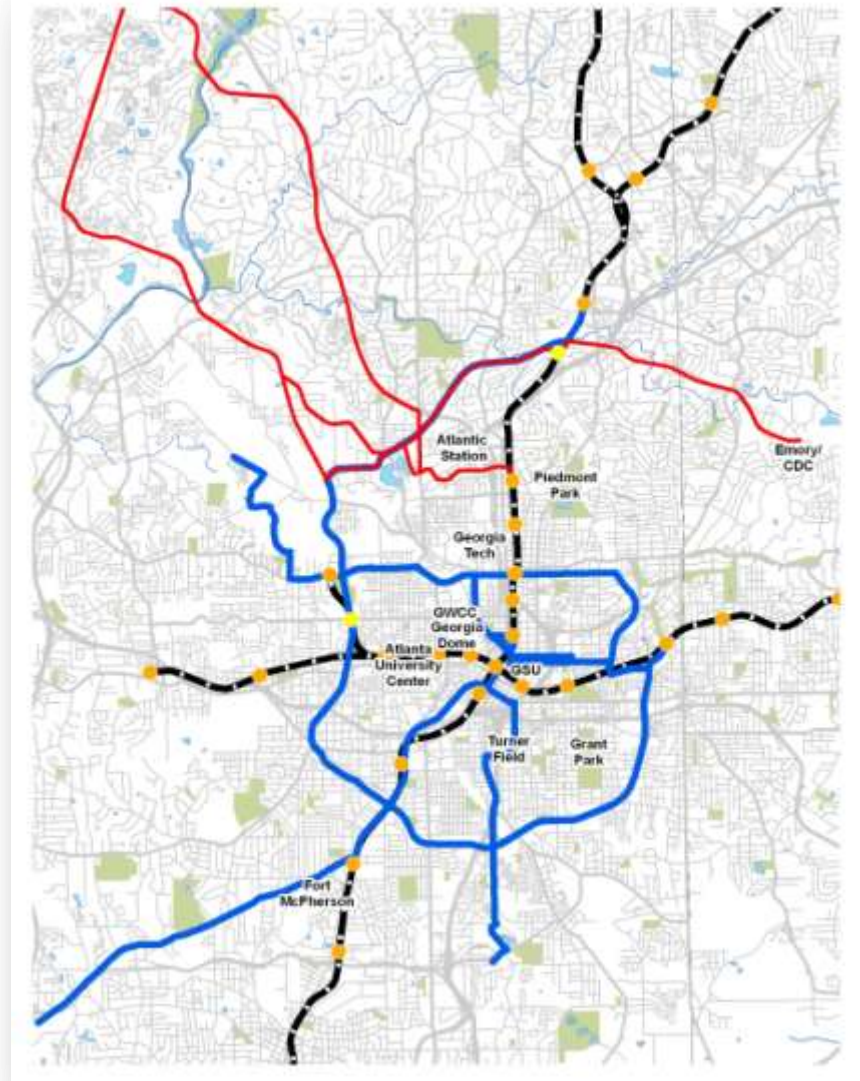 Atlantic
Station
Emory/
CDC
Piedmont
Park
Georgia
Tech
GWCC
Georgia
Dome
Atlanta
University
Center
GSU
Turner
Field
Grant
Park
Fort
McPherson